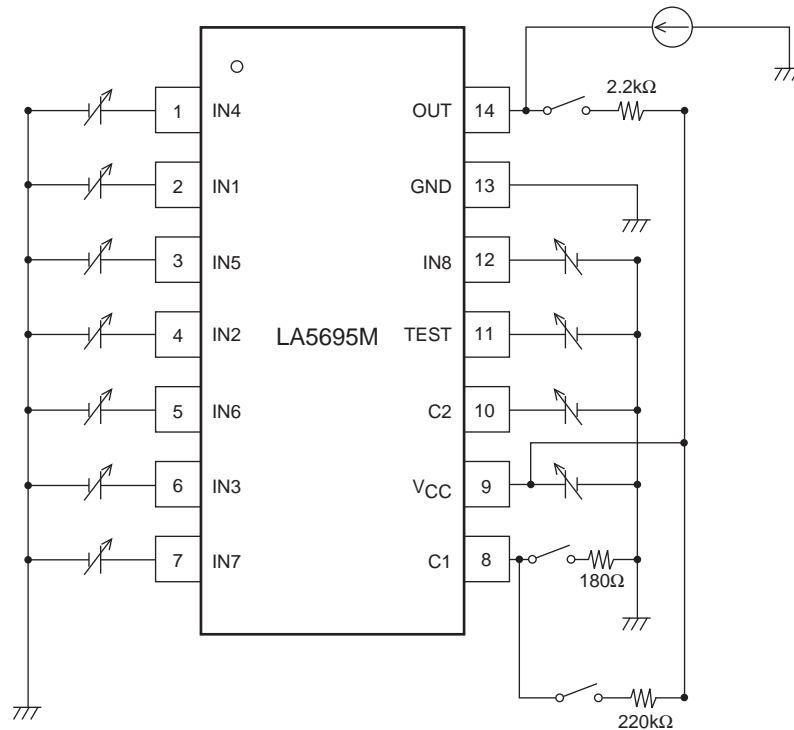 2.2kΩ
1 IN4 OUT 14
2 IN1 GND 13
3 IN5 IN8 12
4 IN2 LA5695M TEST 11
5 IN6 C2 10
6 IN3 VCC 9
7 IN7 C1 8
180Ω
220kΩ